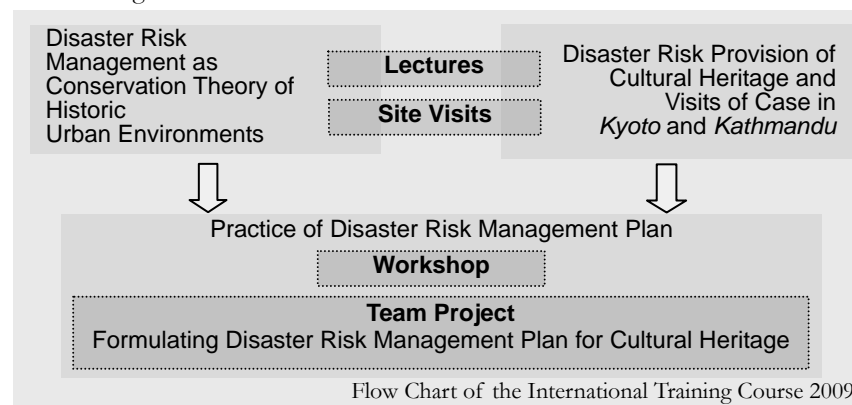 Disaster Risk
Management as
Conservation Theory of
Historic
Urban Environments
Lectures
Site Visits
Disaster Risk Provision of
Cultural Heritage and
Visits of Case in
Kyoto and Kathmandu
Practice of Disaster Risk Management Plan
Workshop
Team Project
Formulating Disaster Risk Management Plan for Cultural Heritage
Flow Chart of the International Training Course 2009